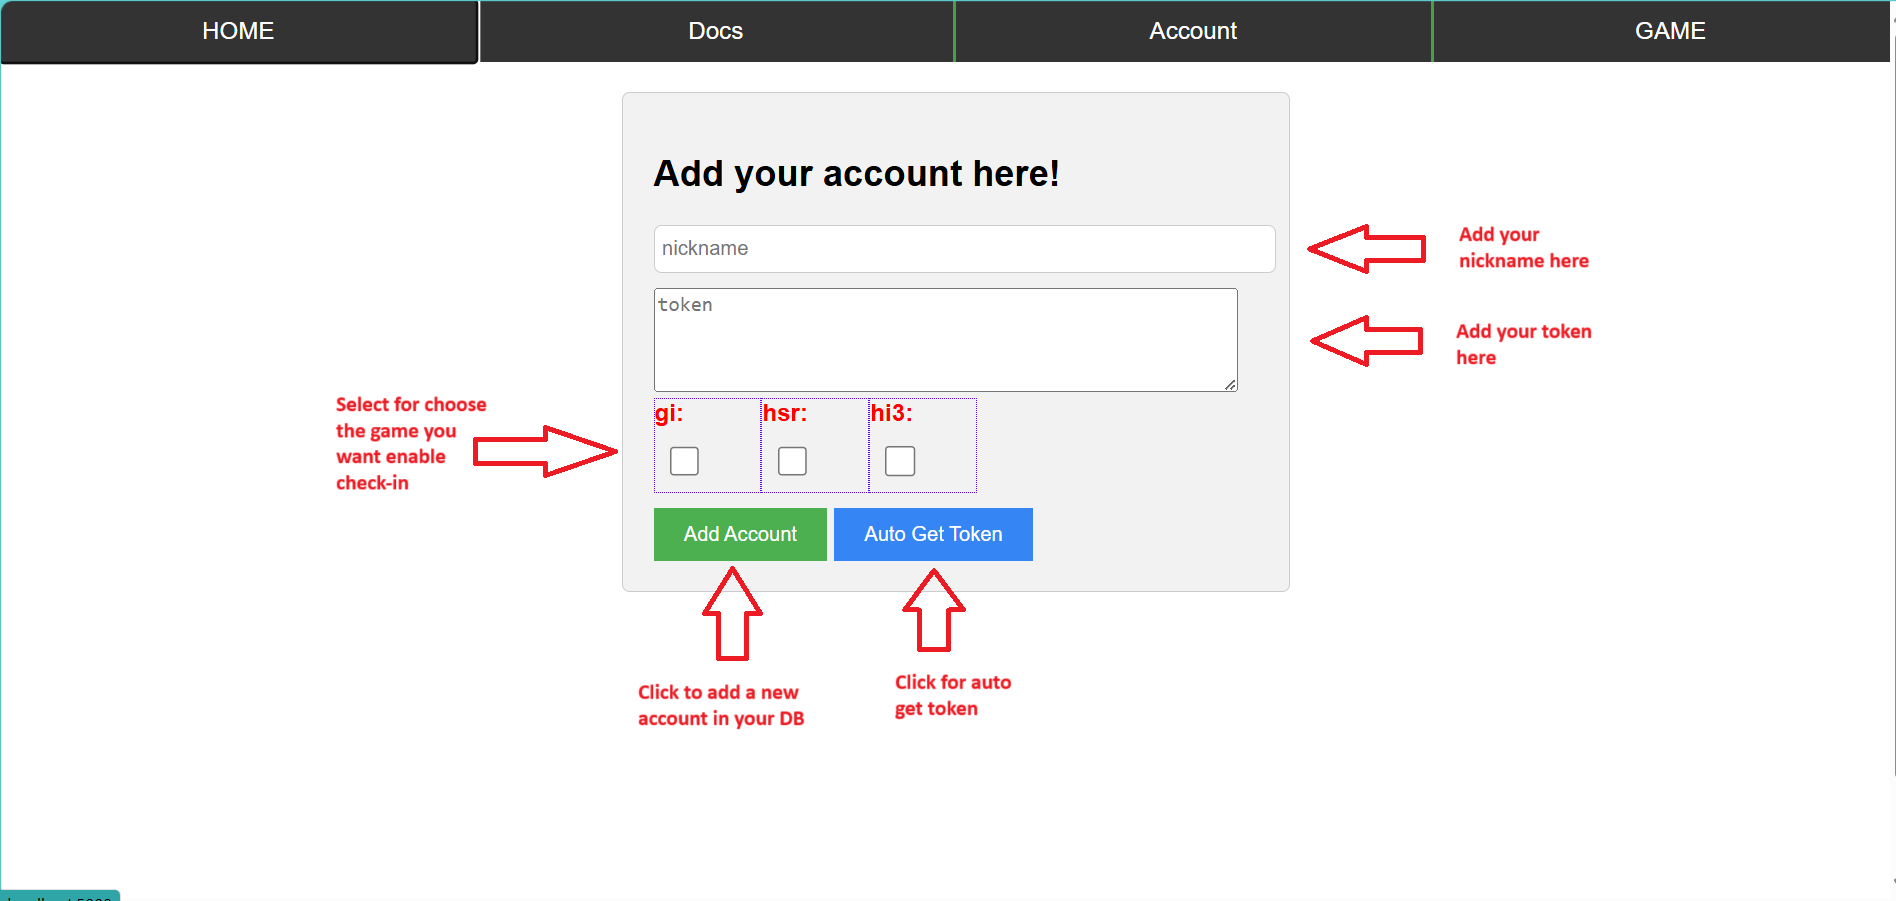 HOME
Docs
Account
GAME
Add your account here!
nickname
Add your
nickname here
token
Add your token
here
Select for choose
the game you
want enable
check-in
gi:
hsr:
hi3:
Add Account
Auto Get Token
Click to add a new
account in your DB
Click for auto
get token